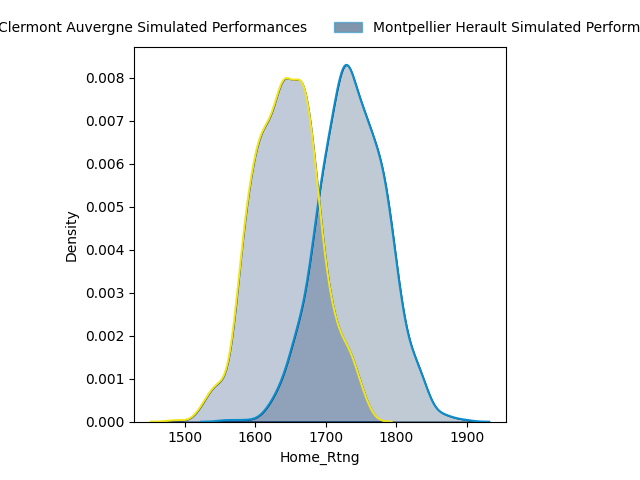 Clermont Auvergne Simulated Performances
Montpellier Herault Simulated Perform
0.008
0.007
0.006
0.005
0.004
0.003
0.002
0.001
0.000
Density
1500 1600 1700 1800 1900
Home_Rtng